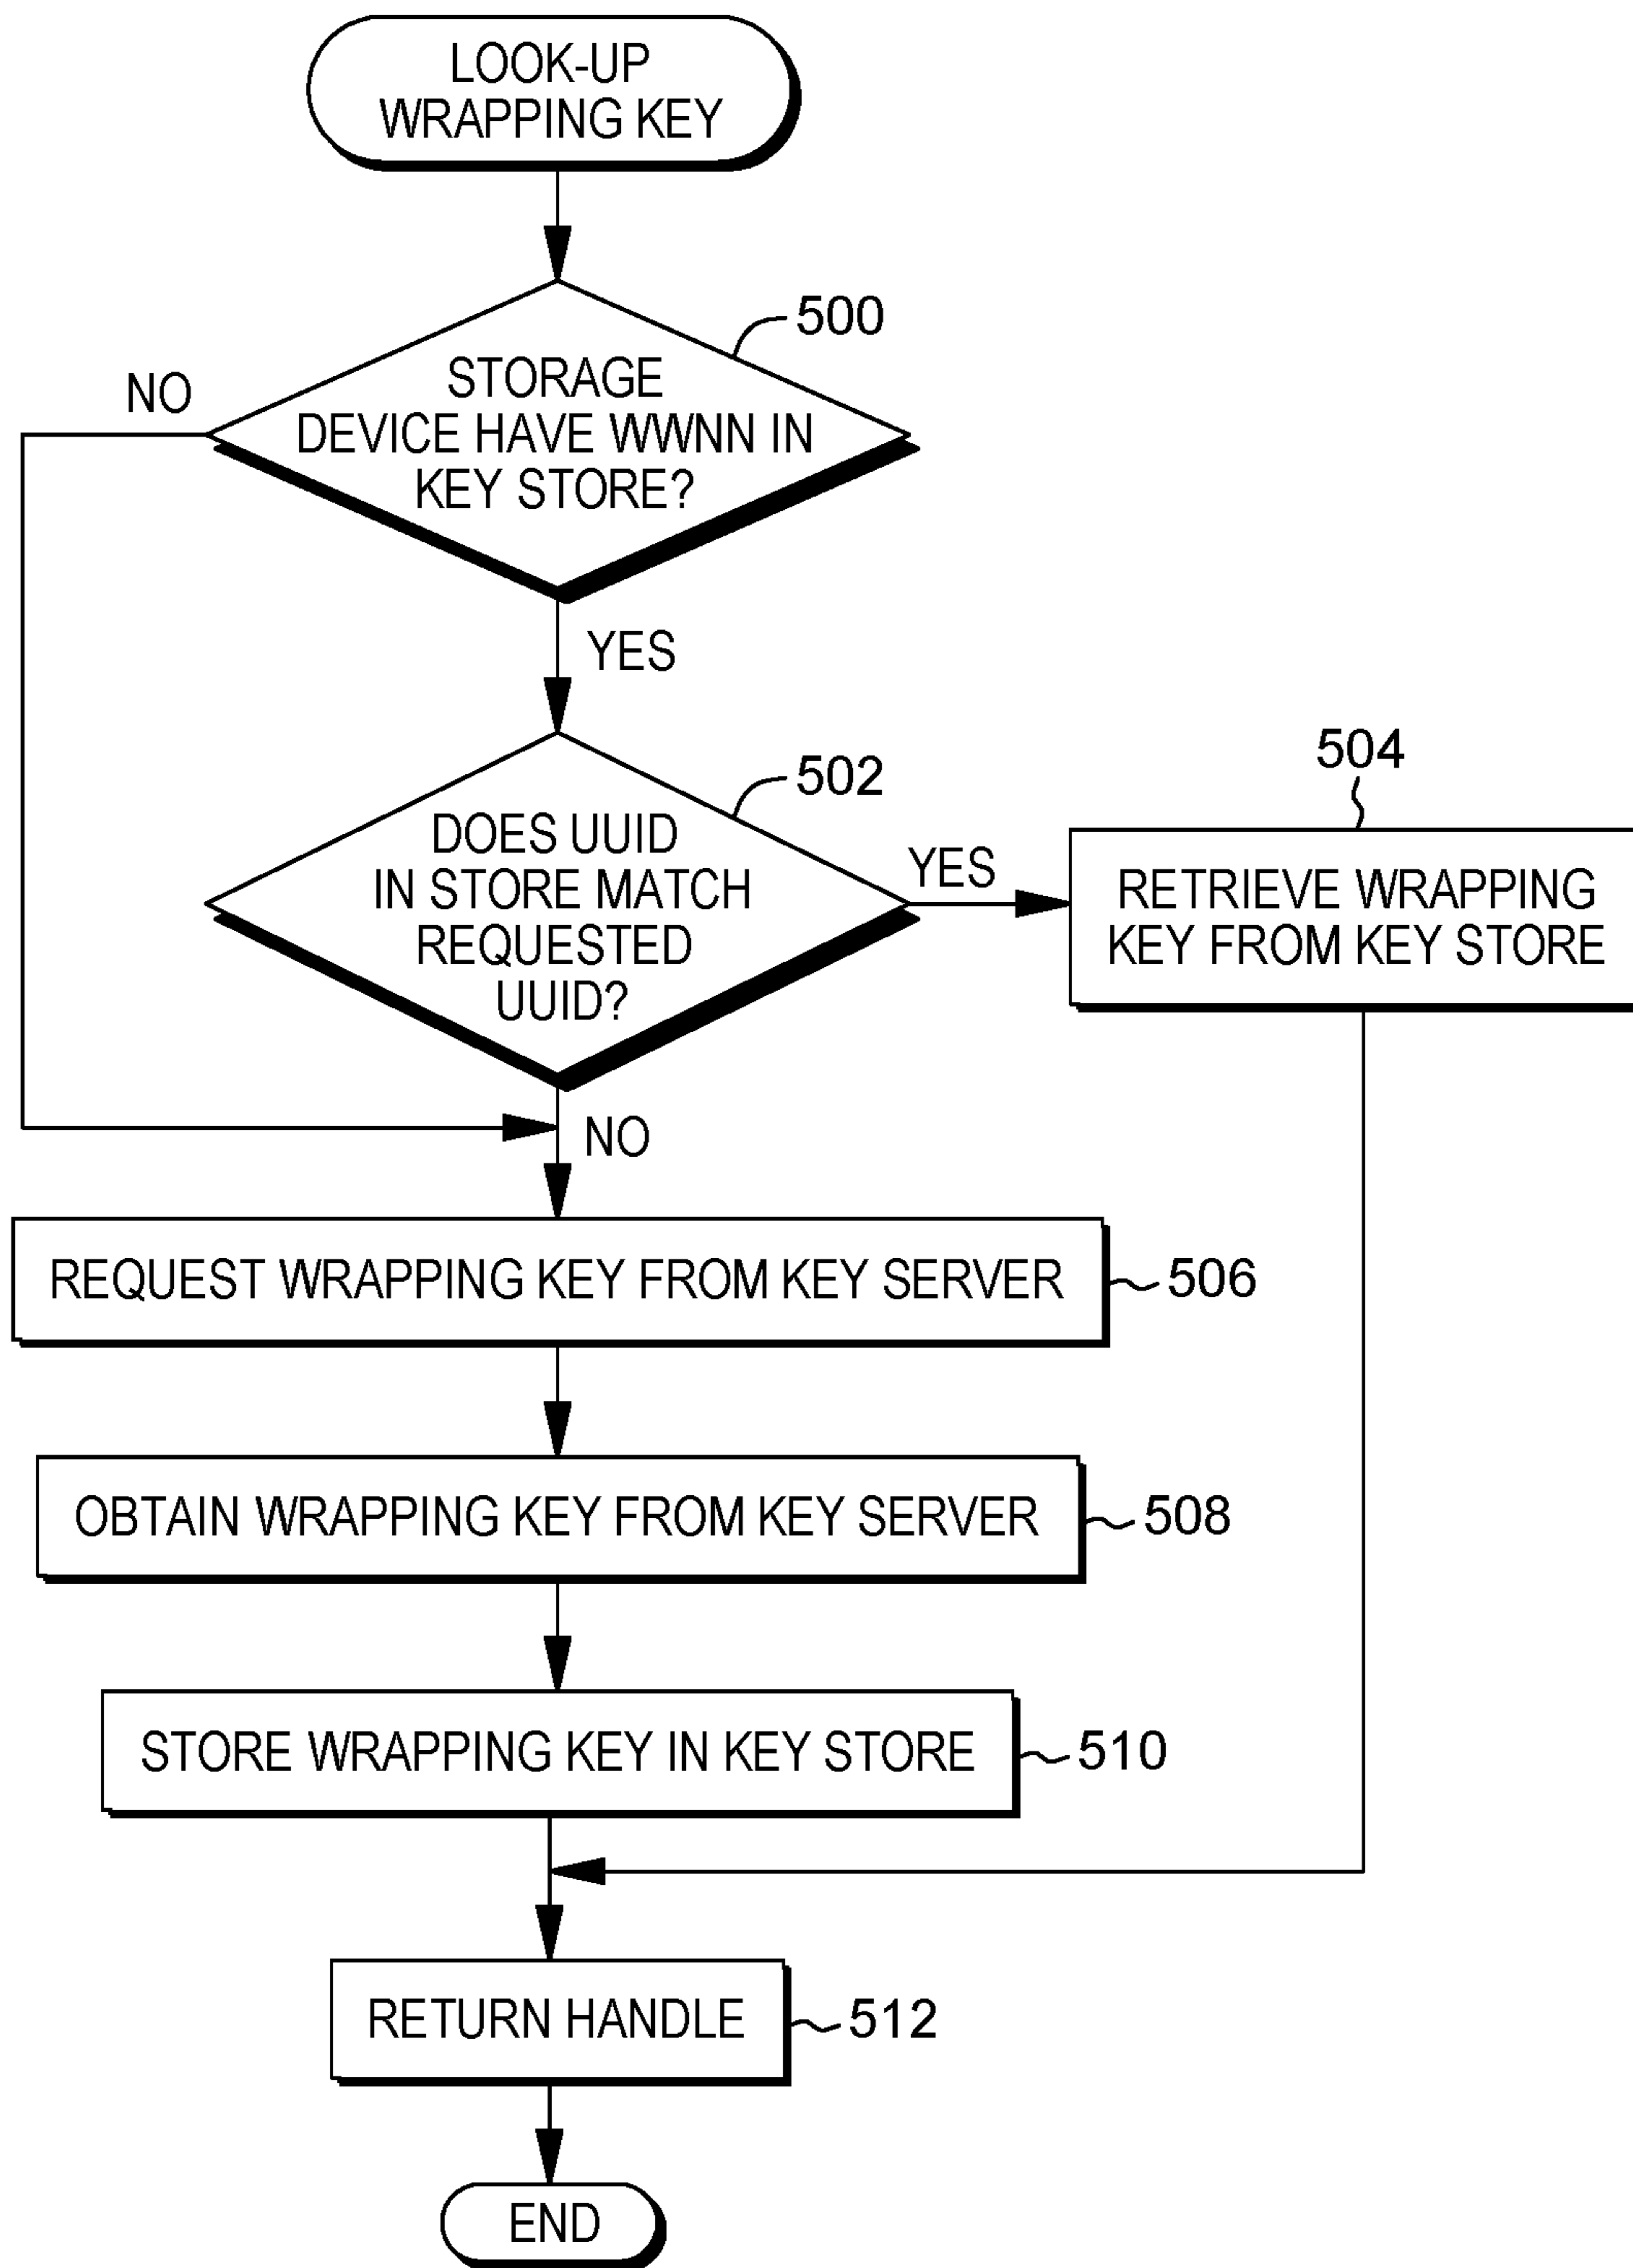 LOOK-UP
WRAPPING KEY
500
NO
STORAGE
DEVICE HAVE WWNN IN
KEY STORE?
YES
502
504
DOES UUID
IN STORE MATCH
REQUESTED
UUID?
YES
RETRIEVE WRAPPING
KEY FROM KEY STORE
NO
REQUEST WRAPPING KEY FROM KEY SERVER
506
OBTAIN WRAPPING KEY FROM KEY SERVER
508
STORE WRAPPING KEY IN KEY STORE
510
RETURN HANDLE
512
END